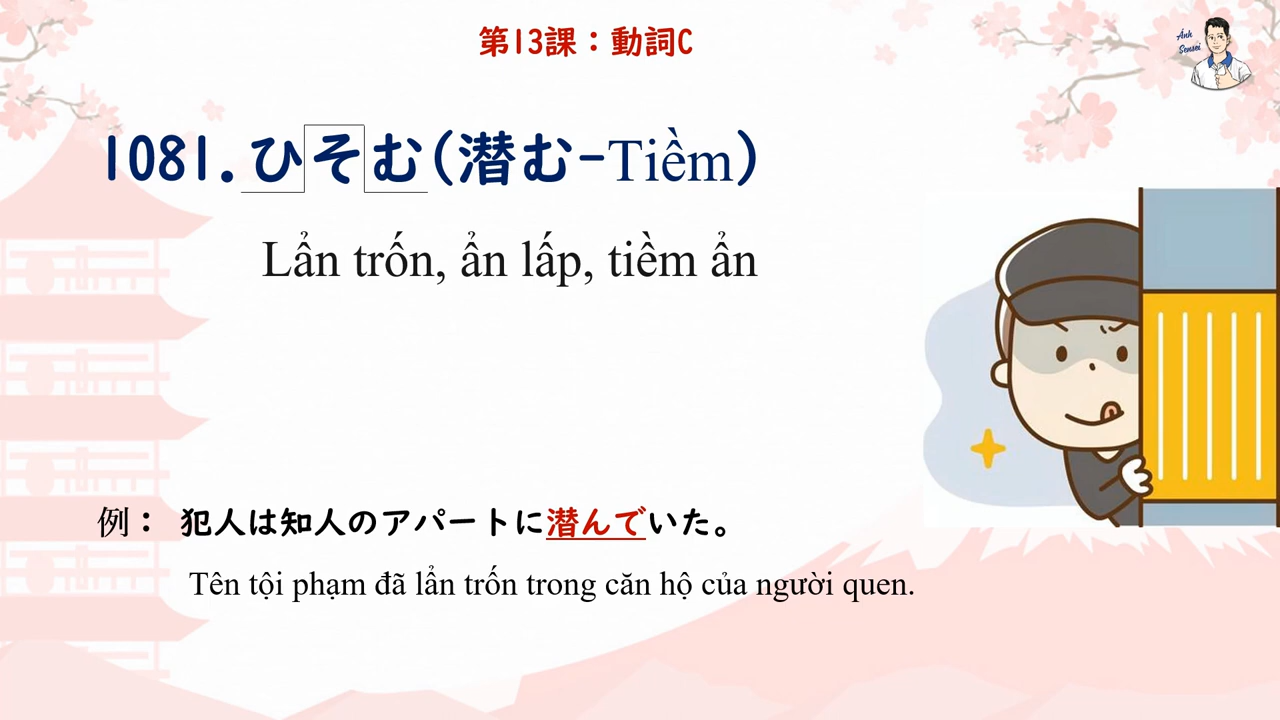 第13課：動詞C
Anh
Sensei
1081.ひそむ(潜む-Tiềm)
Lẩn trốn, ẩn lấp, tiềm ẩn
例： 犯人は知人のアパートに潜んでいた。
Tên tội phạm đã lẩn trốn trong căn hộ của người quen.